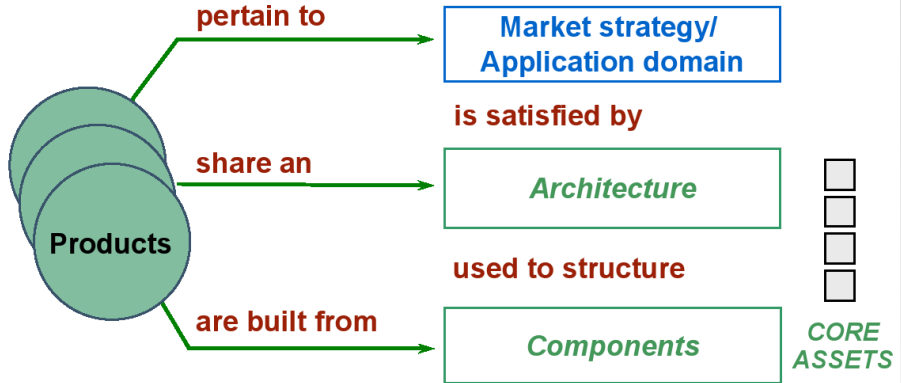 pertain to
Market strategy/
Application domain
is satisfied by
share an
Architecture
Products
used to structure
are built from
Components
CORE
ASSETS